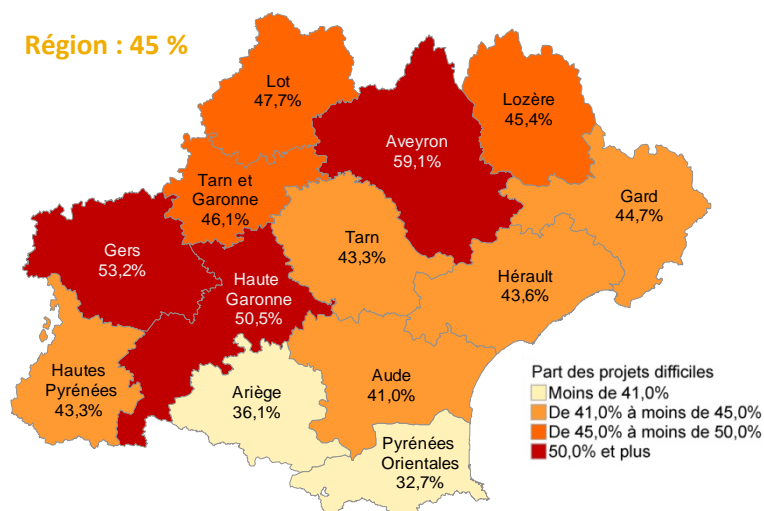 Région : 45 %
Lot
47,7%
Lozère
45,4%
Aveyron
59,1%
Tarn et
Garonne
46,1%
Gard
44,7%
Gers
53,2%
Tarn
43,3%
Haute
Garonne
50,5%
Hérault
43,6%
Hautes
Pyrénées
43,3%
Ariège
36,1%
Aude
41,0%
Pyrénées
Orientales
32,7%
Part des projets difficiles
Moins de 41,0%
De 41,0% à moins de 45,0%
De 45,0% à moins de 50,0%
50,0% et plus